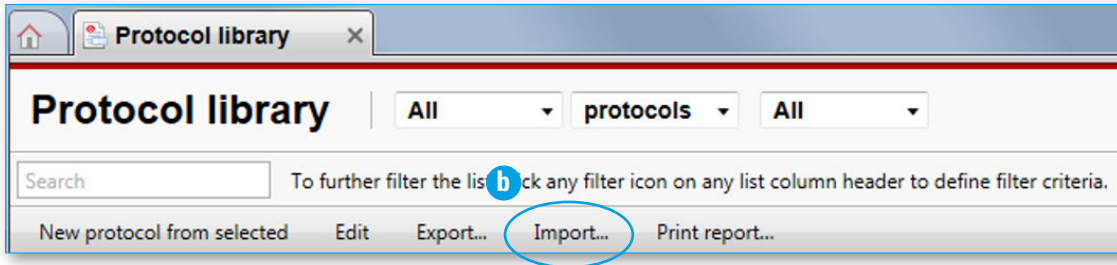 Protocol library ×
Protocol library All protocols All
Search To further filter the list b ck any filter icon on any list column header to define filter criteria.
New protocol from selected Edit Export... Import... Print report...